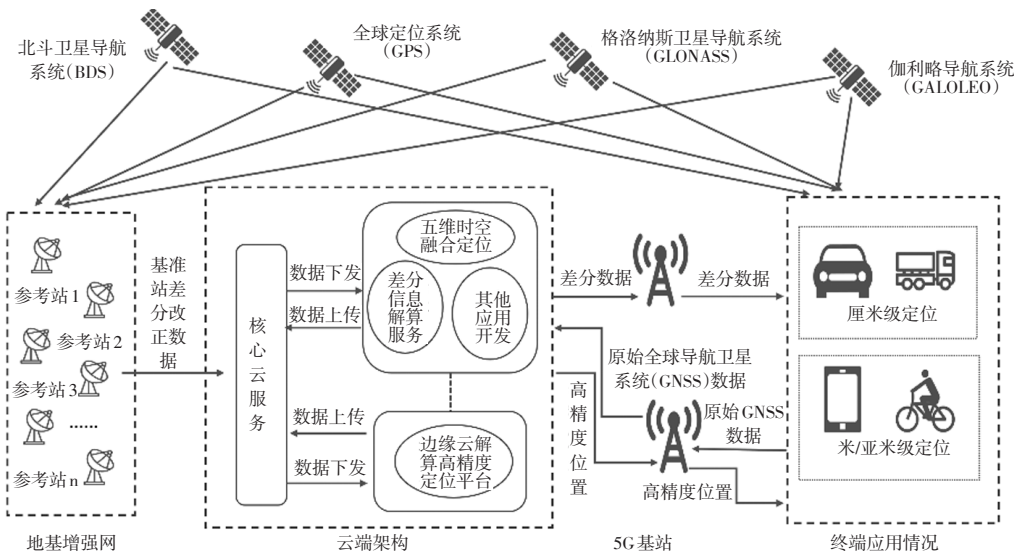 北斗卫星导航
系统(BDS)
全球定位系统
(GPS)
格洛纳斯卫星导航系统
(GLONASS)
伽利略导航系统
(GALOLEO)
参考站1
参考站2
参考站3
……
参考站n
地基增强网
基准
站差
分改
正数
据
核
心
云
服
务
数据下发
数据上传
数据上传
数据下发
五维时空
融合定位
差分
信息
解算
服务
其他
应用
开发
边缘云解
算高精度
定位平台
云端架构
差分数据
差分数据
原始全球导航卫星
系统(GNSS)数据
高
精
度
位
置
原始GNSS
数据
高精度位置
5G基站
厘米级定位
米/亚米级定位
终端应用情况